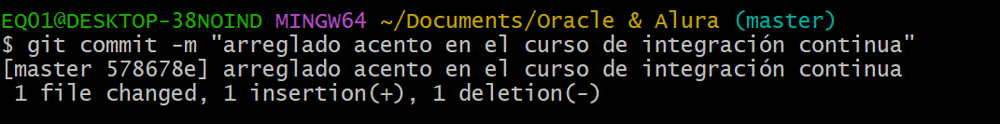 EQ01@DESKTOP-38NOIND MINGW64 ~/Documents/Oracle & Alura (master)
$ git commit -m "arreglado acento en el curso de integración continua"
[master 578678e] arreglado acento en el curso de integración continua
 1 file changed, 1 insertion(+), 1 deletion(-)